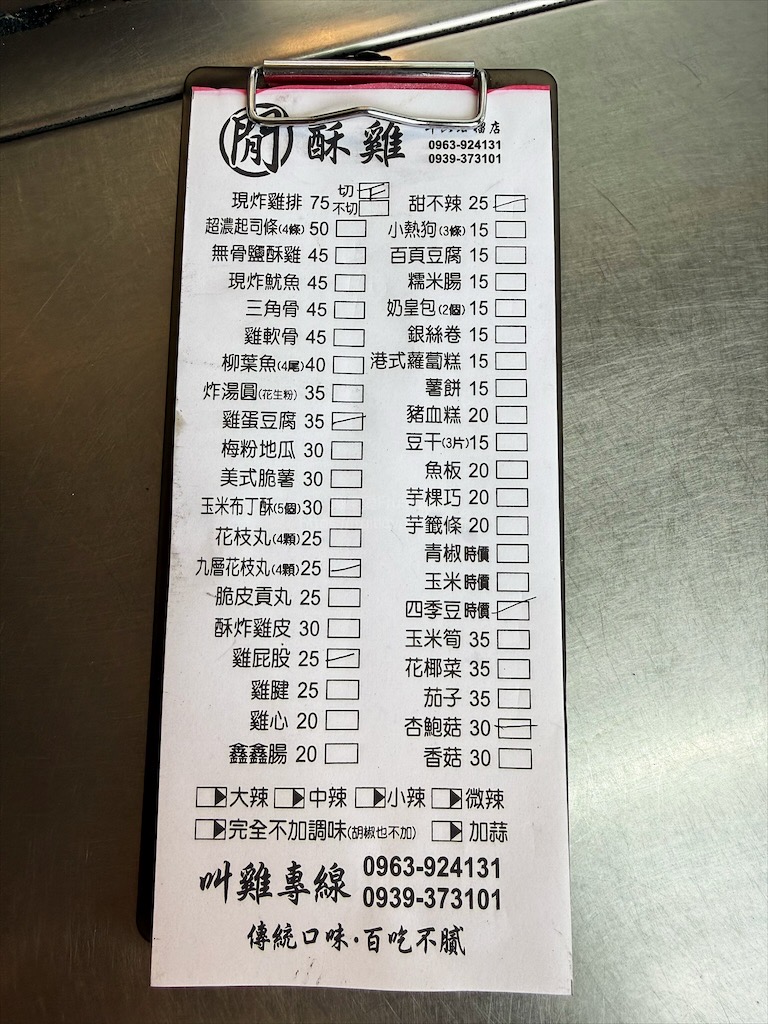 閒 酥雞
0963-924131
0939-373101
現炸雞排 75 切 不切
超濃起司條(4條) 50
無骨鹽酥雞 45
現炸魷魚 45
三角骨 45
雞軟骨 45
柳葉魚(4尾)40
炸湯圓(花生粉) 35
雞蛋豆腐 35
梅粉地瓜 30
美式脆薯 30
玉米布丁酥(5個)30
花枝丸(4顆)25
九層花枝丸(4顆)25
脆皮貢丸 25
酥炸雞皮 30
雞屁股 25
雞腱 25
雞心 20
鑫鑫腸 20
甜不辣 25
小熱狗(3條) 15
百頁豆腐 15
糯米腸 15
奶皇包(2個) 15
銀絲卷 15
港式蘿蔔糕 15
薯餅 15
豬血糕 20
豆干(3片)15
魚板 20
芋粿巧 20
芋籤條 20
青椒時價
玉米時價
四季豆時價
玉米筍 35
花椰菜 35
茄子 35
杏鮑菇 30
香菇 30
大辣 中辣 小辣 微辣
完全不加調味(胡椒也不加) 加蒜
叫雞專線 0963-924131
0939-373101
傳統口味·百吃不膩